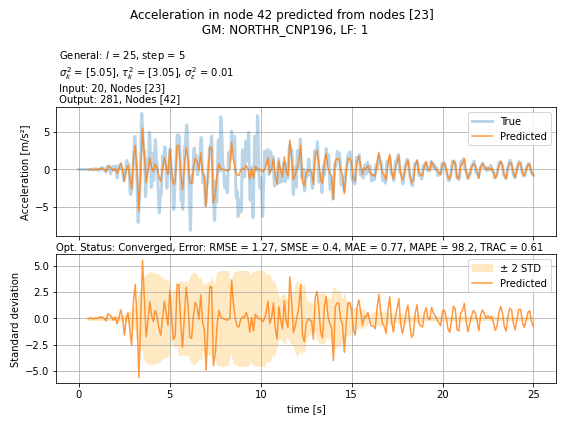 Acceleration in node 42 predicted from nodes [23]
GM: NORTHR_CNP196, LF: 1
General: l = 25, step = 5
σ²ₖ = [5.05], τ²ₖ = [3.05], σ²ε = 0.01
Input: 20, Nodes [23]
Output: 281, Nodes [42]
Acceleration [m/s²]
5
0
−5
True
Predicted
Opt. Status: Converged, Error: RMSE = 1.27, SMSE = 0.4, MAE = 0.77, MAPE = 98.2, TRAC = 0.61
Standard deviation
5.0
2.5
0.0
−2.5
−5.0
± 2 STD
Predicted
0 5 10 15 20 25
time [s]